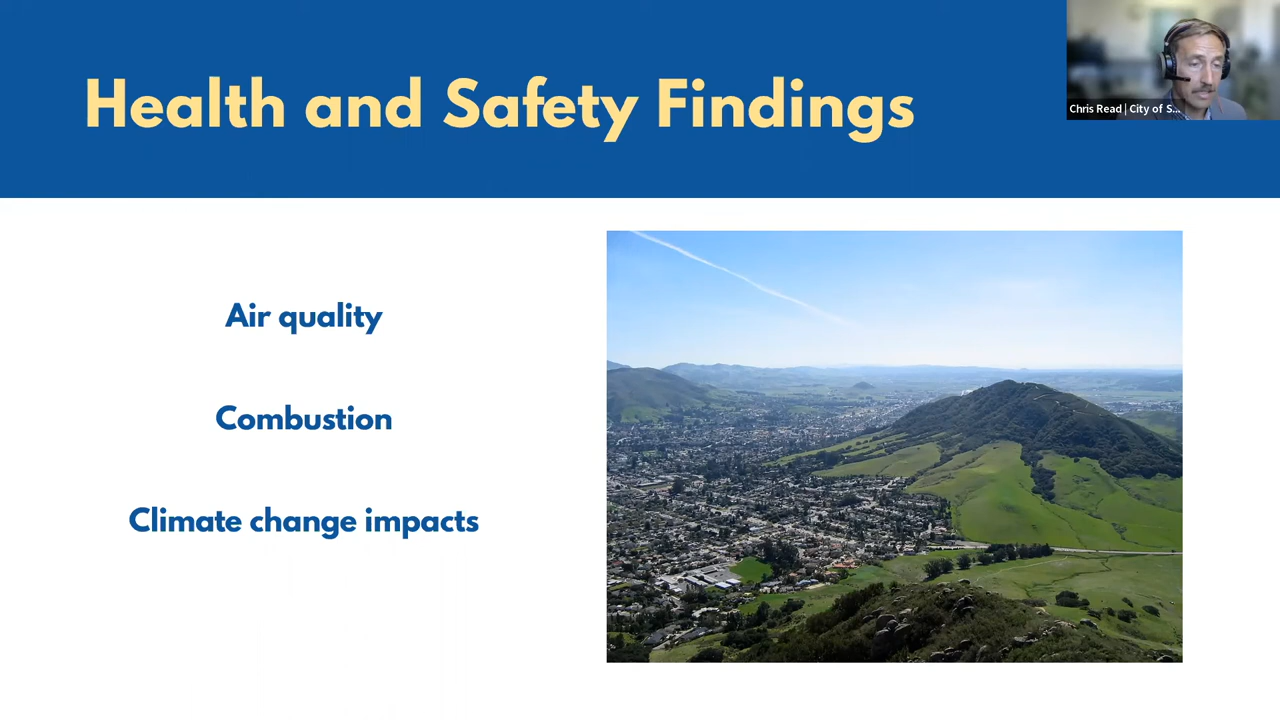 Health and Safety Findings
Chris Read | City of S...
Air quality
Combustion
Climate change impacts